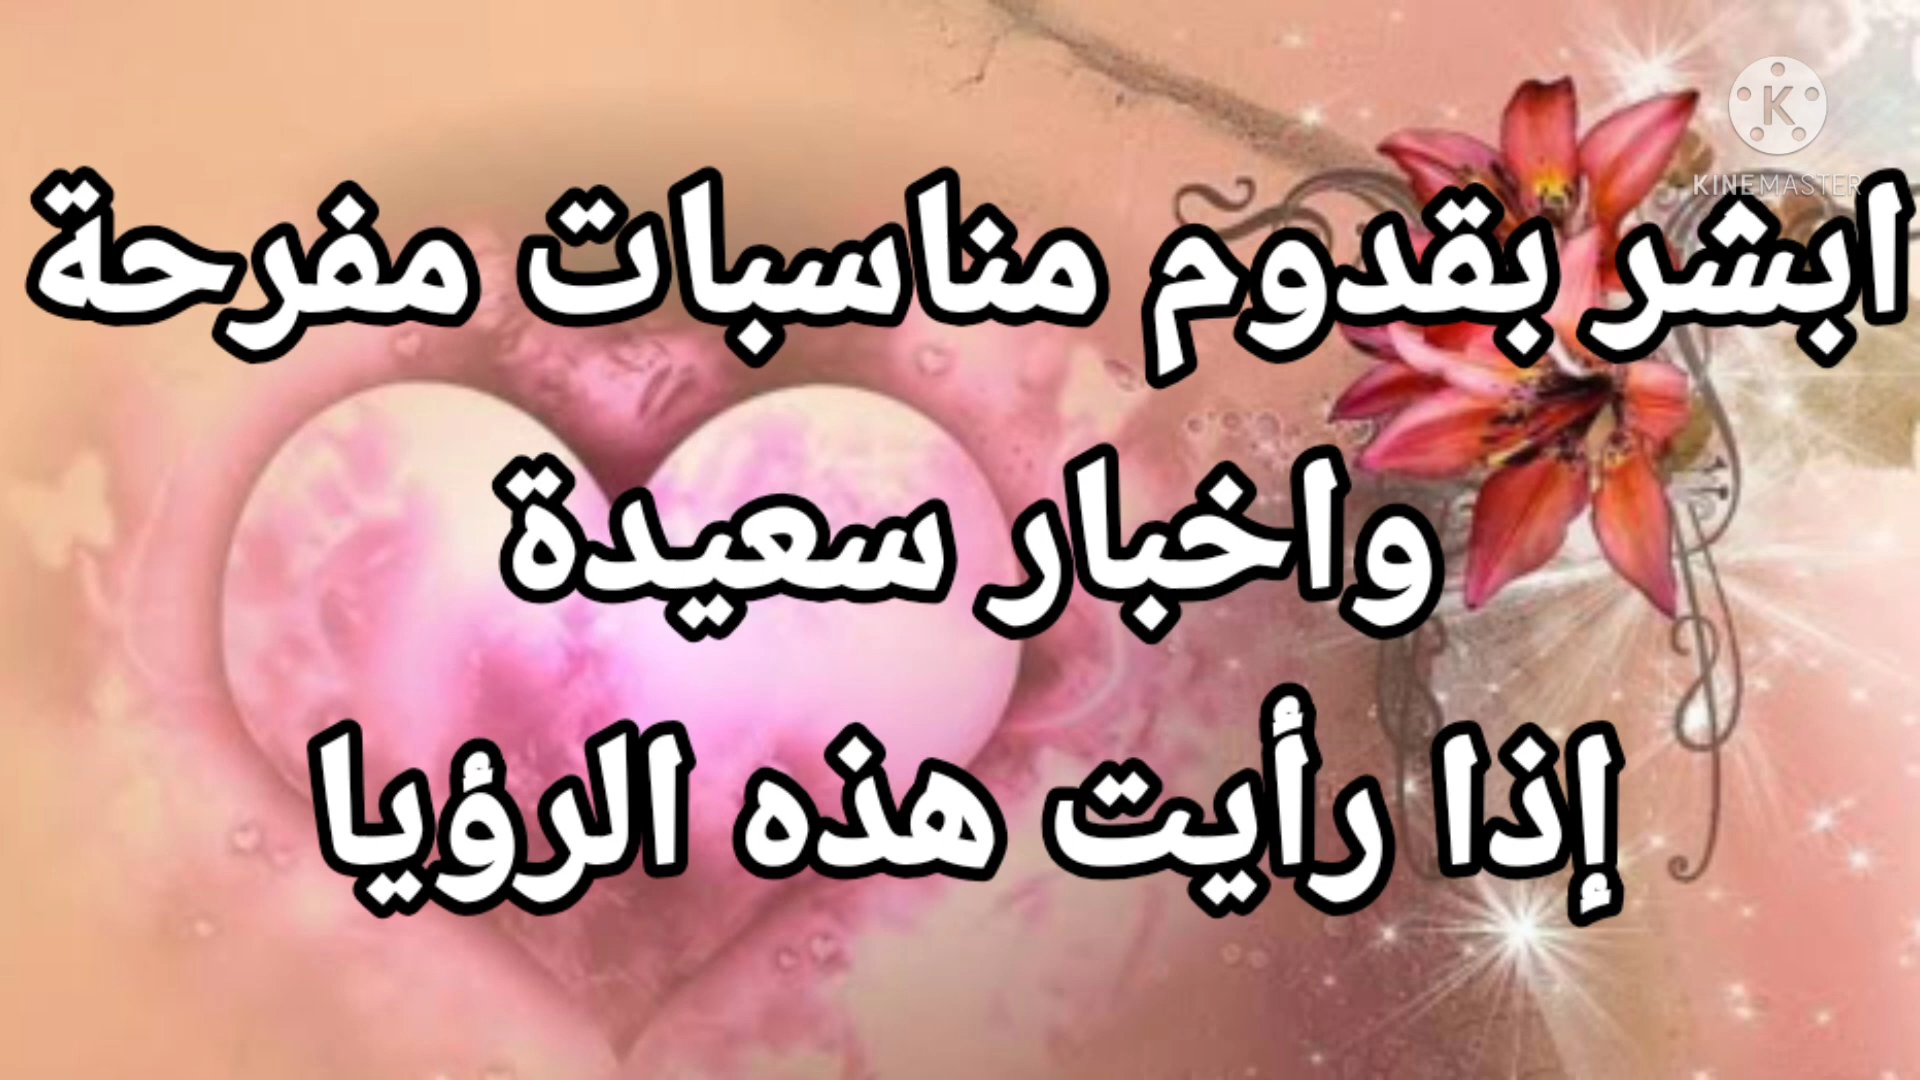 KINEMASTER
ابشر بقدوم مناسبات مفرحة
واخبار سعيدة
إذا رأيت هذه الرؤيا